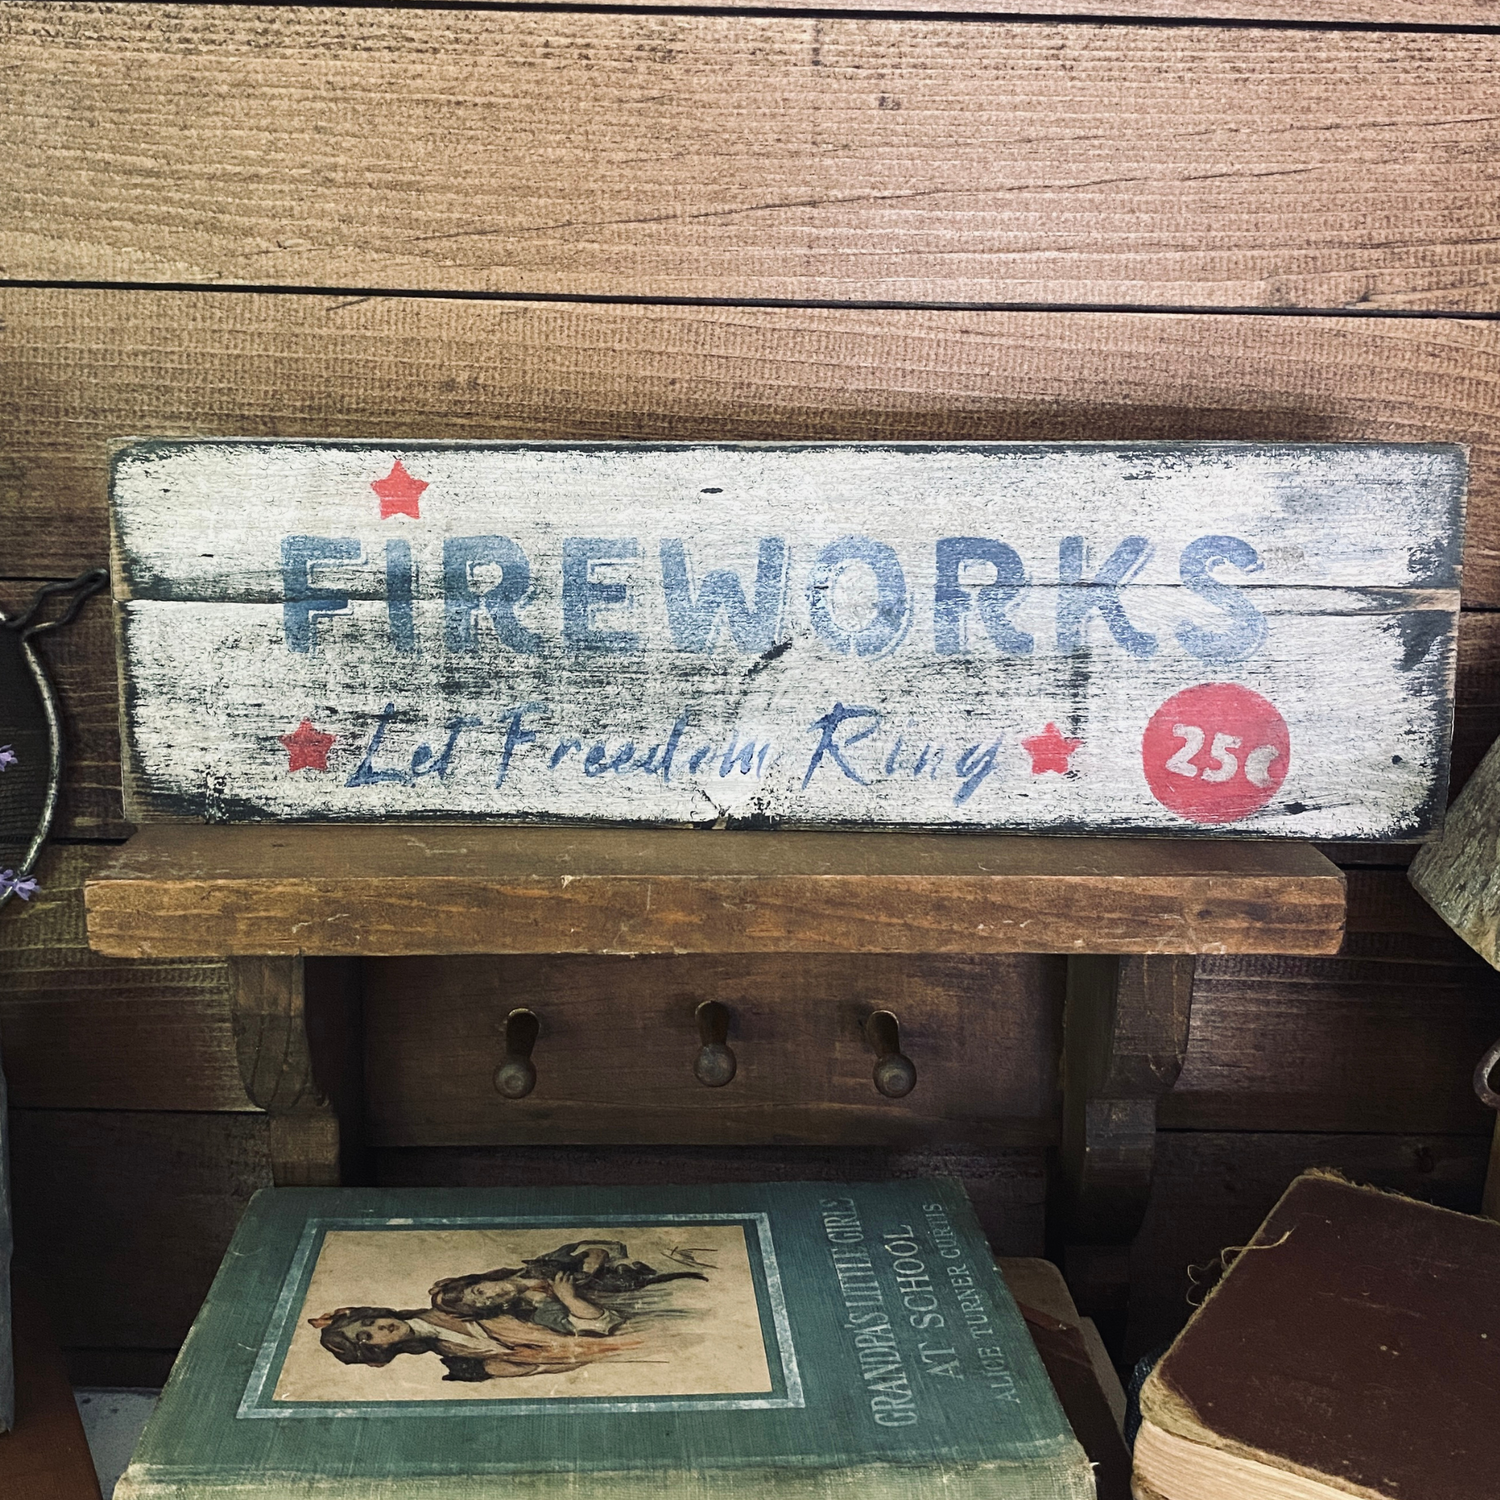 FIREWORKS
Let Freedom Ring
25¢
GRANDPA'S LITTLE GIRLS
AT SCHOOL
ALICE TURNER CURTIS